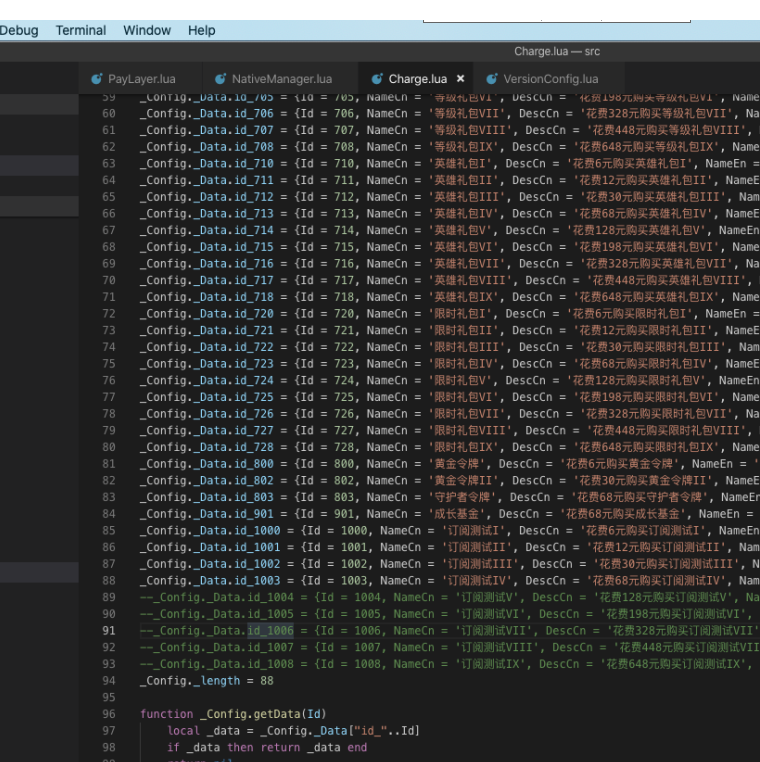 Debug Terminal Window Help
Charge.lua — src
PayLayer.lua NativeManager.lua Charge.lua × VersionConfig.lua
59 _Config._Data.id_705 = {Id = 705, NameCn = '等级礼包VI', DescCn = '花费198元购买等级礼包VI', Name
60 _Config._Data.id_706 = {Id = 706, NameCn = '等级礼包VII', DescCn = '花费328元购买等级礼包VII', Na
61 _Config._Data.id_707 = {Id = 707, NameCn = '等级礼包VIII', DescCn = '花费448元购买等级礼包VIII',
62 _Config._Data.id_708 = {Id = 708, NameCn = '等级礼包IX', DescCn = '花费648元购买等级礼包IX', Name
63 _Config._Data.id_710 = {Id = 710, NameCn = '英雄礼包I', DescCn = '花费6元购买英雄礼包I', NameEn =
64 _Config._Data.id_711 = {Id = 711, NameCn = '英雄礼包II', DescCn = '花费12元购买英雄礼包II', NameE
65 _Config._Data.id_712 = {Id = 712, NameCn = '英雄礼包III', DescCn = '花费30元购买英雄礼包III', Nam
66 _Config._Data.id_713 = {Id = 713, NameCn = '英雄礼包IV', DescCn = '花费68元购买英雄礼包IV', NameE
67 _Config._Data.id_714 = {Id = 714, NameCn = '英雄礼包V', DescCn = '花费128元购买英雄礼包V', NameEn
68 _Config._Data.id_715 = {Id = 715, NameCn = '英雄礼包VI', DescCn = '花费198元购买英雄礼包VI', Name
69 _Config._Data.id_716 = {Id = 716, NameCn = '英雄礼包VII', DescCn = '花费328元购买英雄礼包VII', Na
70 _Config._Data.id_717 = {Id = 717, NameCn = '英雄礼包VIII', DescCn = '花费448元购买英雄礼包VIII',
71 _Config._Data.id_718 = {Id = 718, NameCn = '英雄礼包IX', DescCn = '花费648元购买英雄礼包IX', Name
72 _Config._Data.id_720 = {Id = 720, NameCn = '限时礼包I', DescCn = '花费6元购买限时礼包I', NameEn =
73 _Config._Data.id_721 = {Id = 721, NameCn = '限时礼包II', DescCn = '花费12元购买限时礼包II', NameE
74 _Config._Data.id_722 = {Id = 722, NameCn = '限时礼包III', DescCn = '花费30元购买限时礼包III', Nam
75 _Config._Data.id_723 = {Id = 723, NameCn = '限时礼包IV', DescCn = '花费68元购买限时礼包IV', NameE
76 _Config._Data.id_724 = {Id = 724, NameCn = '限时礼包V', DescCn = '花费128元购买限时礼包V', NameEn
77 _Config._Data.id_725 = {Id = 725, NameCn = '限时礼包VI', DescCn = '花费198元购买限时礼包VI', Name
78 _Config._Data.id_726 = {Id = 726, NameCn = '限时礼包VII', DescCn = '花费328元购买限时礼包VII', Na
79 _Config._Data.id_727 = {Id = 727, NameCn = '限时礼包VIII', DescCn = '花费448元购买限时礼包VIII',
80 _Config._Data.id_728 = {Id = 728, NameCn = '限时礼包IX', DescCn = '花费648元购买限时礼包IX', Name
81 _Config._Data.id_800 = {Id = 800, NameCn = '黄金令牌', DescCn = '花费6元购买黄金令牌', NameEn = '
82 _Config._Data.id_802 = {Id = 802, NameCn = '黄金令牌II', DescCn = '花费30元购买黄金令牌II', NameE
83 _Config._Data.id_803 = {Id = 803, NameCn = '守护者令牌', DescCn = '花费68元购买守护者令牌', NameEn
84 _Config._Data.id_901 = {Id = 901, NameCn = '成长基金', DescCn = '花费68元购买成长基金', NameEn =
85 _Config._Data.id_1000 = {Id = 1000, NameCn = '订阅测试I', DescCn = '花费6元购买订阅测试I', NameEn
86 _Config._Data.id_1001 = {Id = 1001, NameCn = '订阅测试II', DescCn = '花费12元购买订阅测试II', Nam
87 _Config._Data.id_1002 = {Id = 1002, NameCn = '订阅测试III', DescCn = '花费30元购买订阅测试III', N
88 _Config._Data.id_1003 = {Id = 1003, NameCn = '订阅测试IV', DescCn = '花费68元购买订阅测试IV', Nam
89 --_Config._Data.id_1004 = {Id = 1004, NameCn = '订阅测试V', DescCn = '花费128元购买订阅测试V', Na
90 --_Config._Data.id_1005 = {Id = 1005, NameCn = '订阅测试VI', DescCn = '花费198元购买订阅测试VI',
91 --_Config._Data.id_1006 = {Id = 1006, NameCn = '订阅测试VII', DescCn = '花费328元购买订阅测试VII'
92 --_Config._Data.id_1007 = {Id = 1007, NameCn = '订阅测试VIII', DescCn = '花费448元购买订阅测试VII
93 --_Config._Data.id_1008 = {Id = 1008, NameCn = '订阅测试IX', DescCn = '花费648元购买订阅测试IX',
94 _Config._length = 88
95
96 function _Config.getData(Id)
97 local _data = _Config._Data["id_"..Id]
98 if _data then return _data end